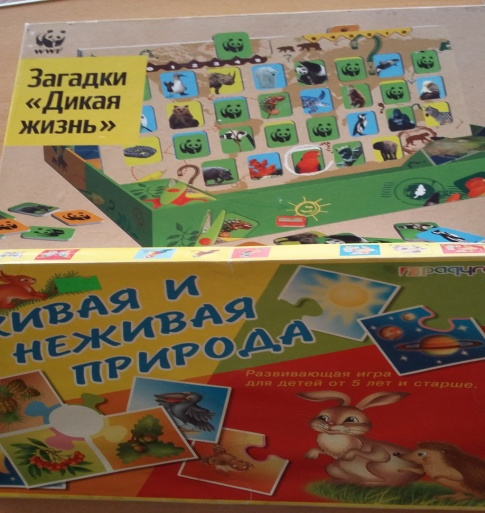 WWF
Загадки
«Дикая
жизнь»
ЖИВАЯ И
НЕЖИВАЯ
ПРИРОДА
Развивающая игра
для детей от 5 лет и старше.